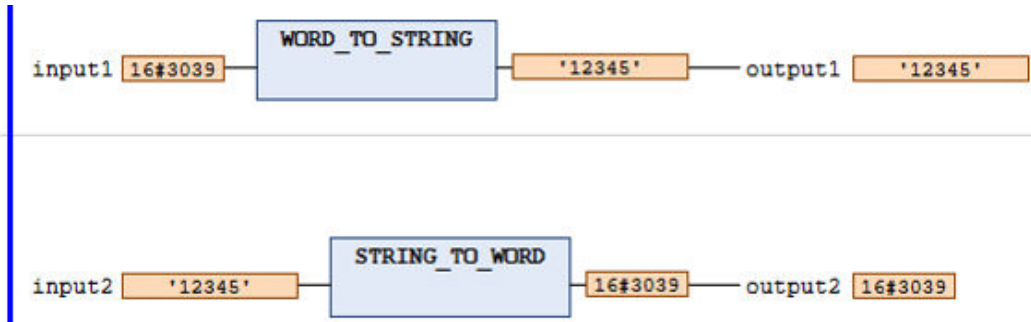 WORD_TO_STRING
input1 16#3039 '12345' output1 '12345'
STRING_TO_WORD
input2 '12345' 16#3039 output2 16#3039